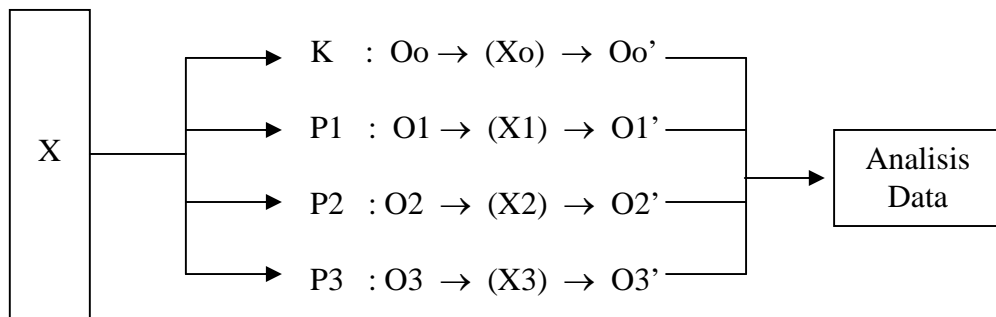 K : Oo → (Xo) → Oo’
P1 : O1 → (X1) → O1’
X
P2 : O2 → (X2) → O2’
P3 : O3 → (X3) → O3’
Analisis
Data